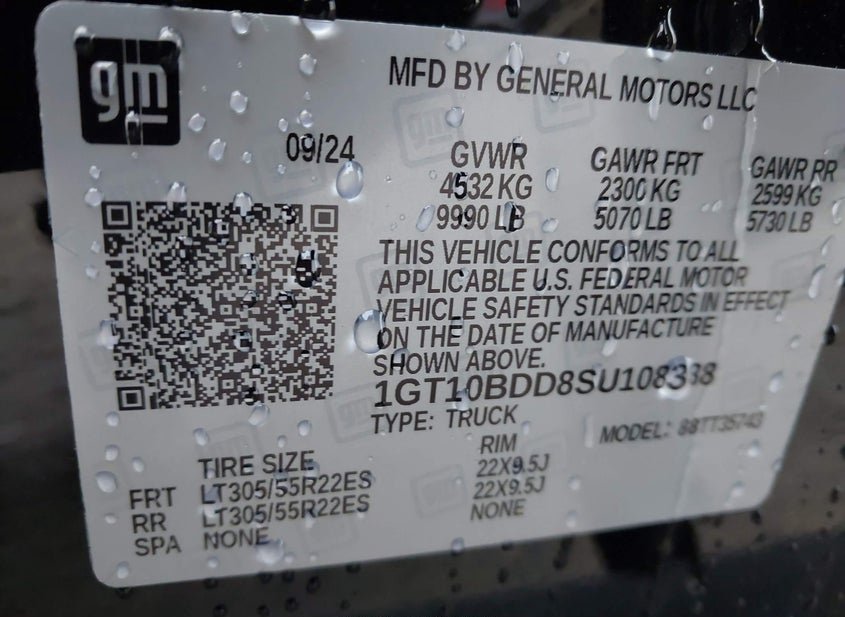 gm
MFD BY GENERAL MOTORS LLC
09/24
GVWR GAWR FRT GAWR RR
4532 KG 2300 KG 2599 KG
9990 LB 5070 LB 5730 LB
THIS VEHICLE CONFORMS TO ALL
APPLICABLE U.S. FEDERAL MOTOR
VEHICLE SAFETY STANDARDS IN EFFECT
ON THE DATE OF MANUFACTURE
SHOWN ABOVE.
1GT10BDD8SU108388
TYPE: TRUCK MODEL: 88TT35743
TIRE SIZE RIM
FRT LT305/55R22ES 22X9.5J
RR LT305/55R22ES 22X9.5J
SPA NONE NONE